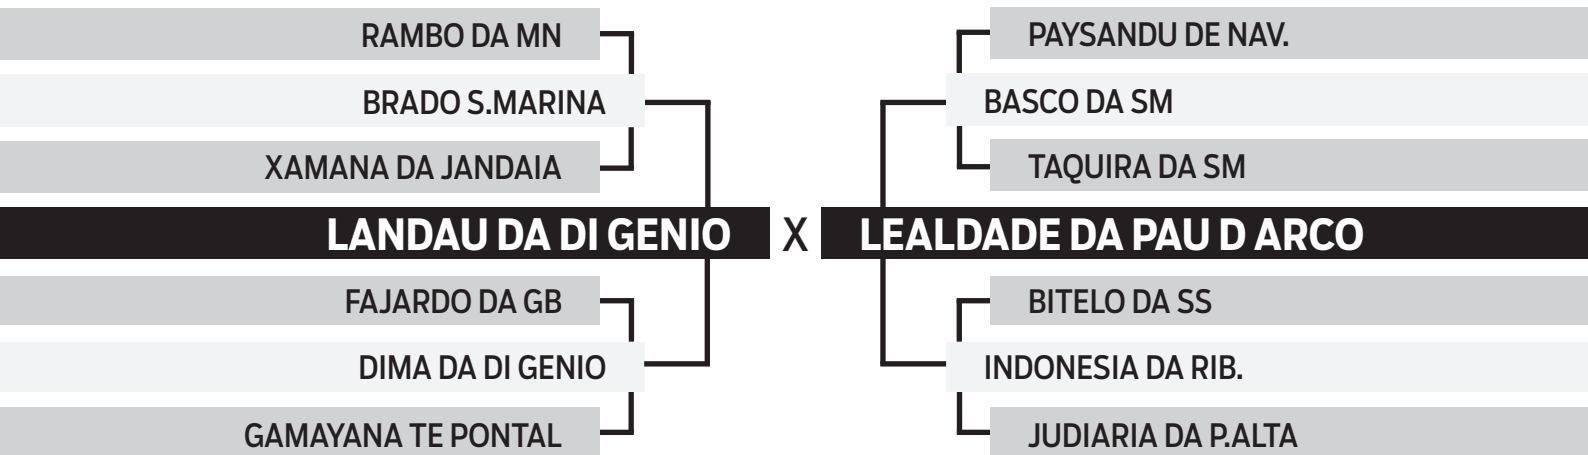 RAMBO DA MN
PAYSANDU DE NAV.
BRADO S.MARINA
BASCO DA SM
XAMANA DA JANDAIA
TAQUIRA DA SM
LANDAU DA DI GENIO X LEALDADE DA PAU D ARCO
FAJARDO DA GB
BITELO DA SS
DIMA DA DI GENIO
INDONESIA DA RIB.
GAMAYANA TE PONTAL
JUDIARIA DA P.ALTA